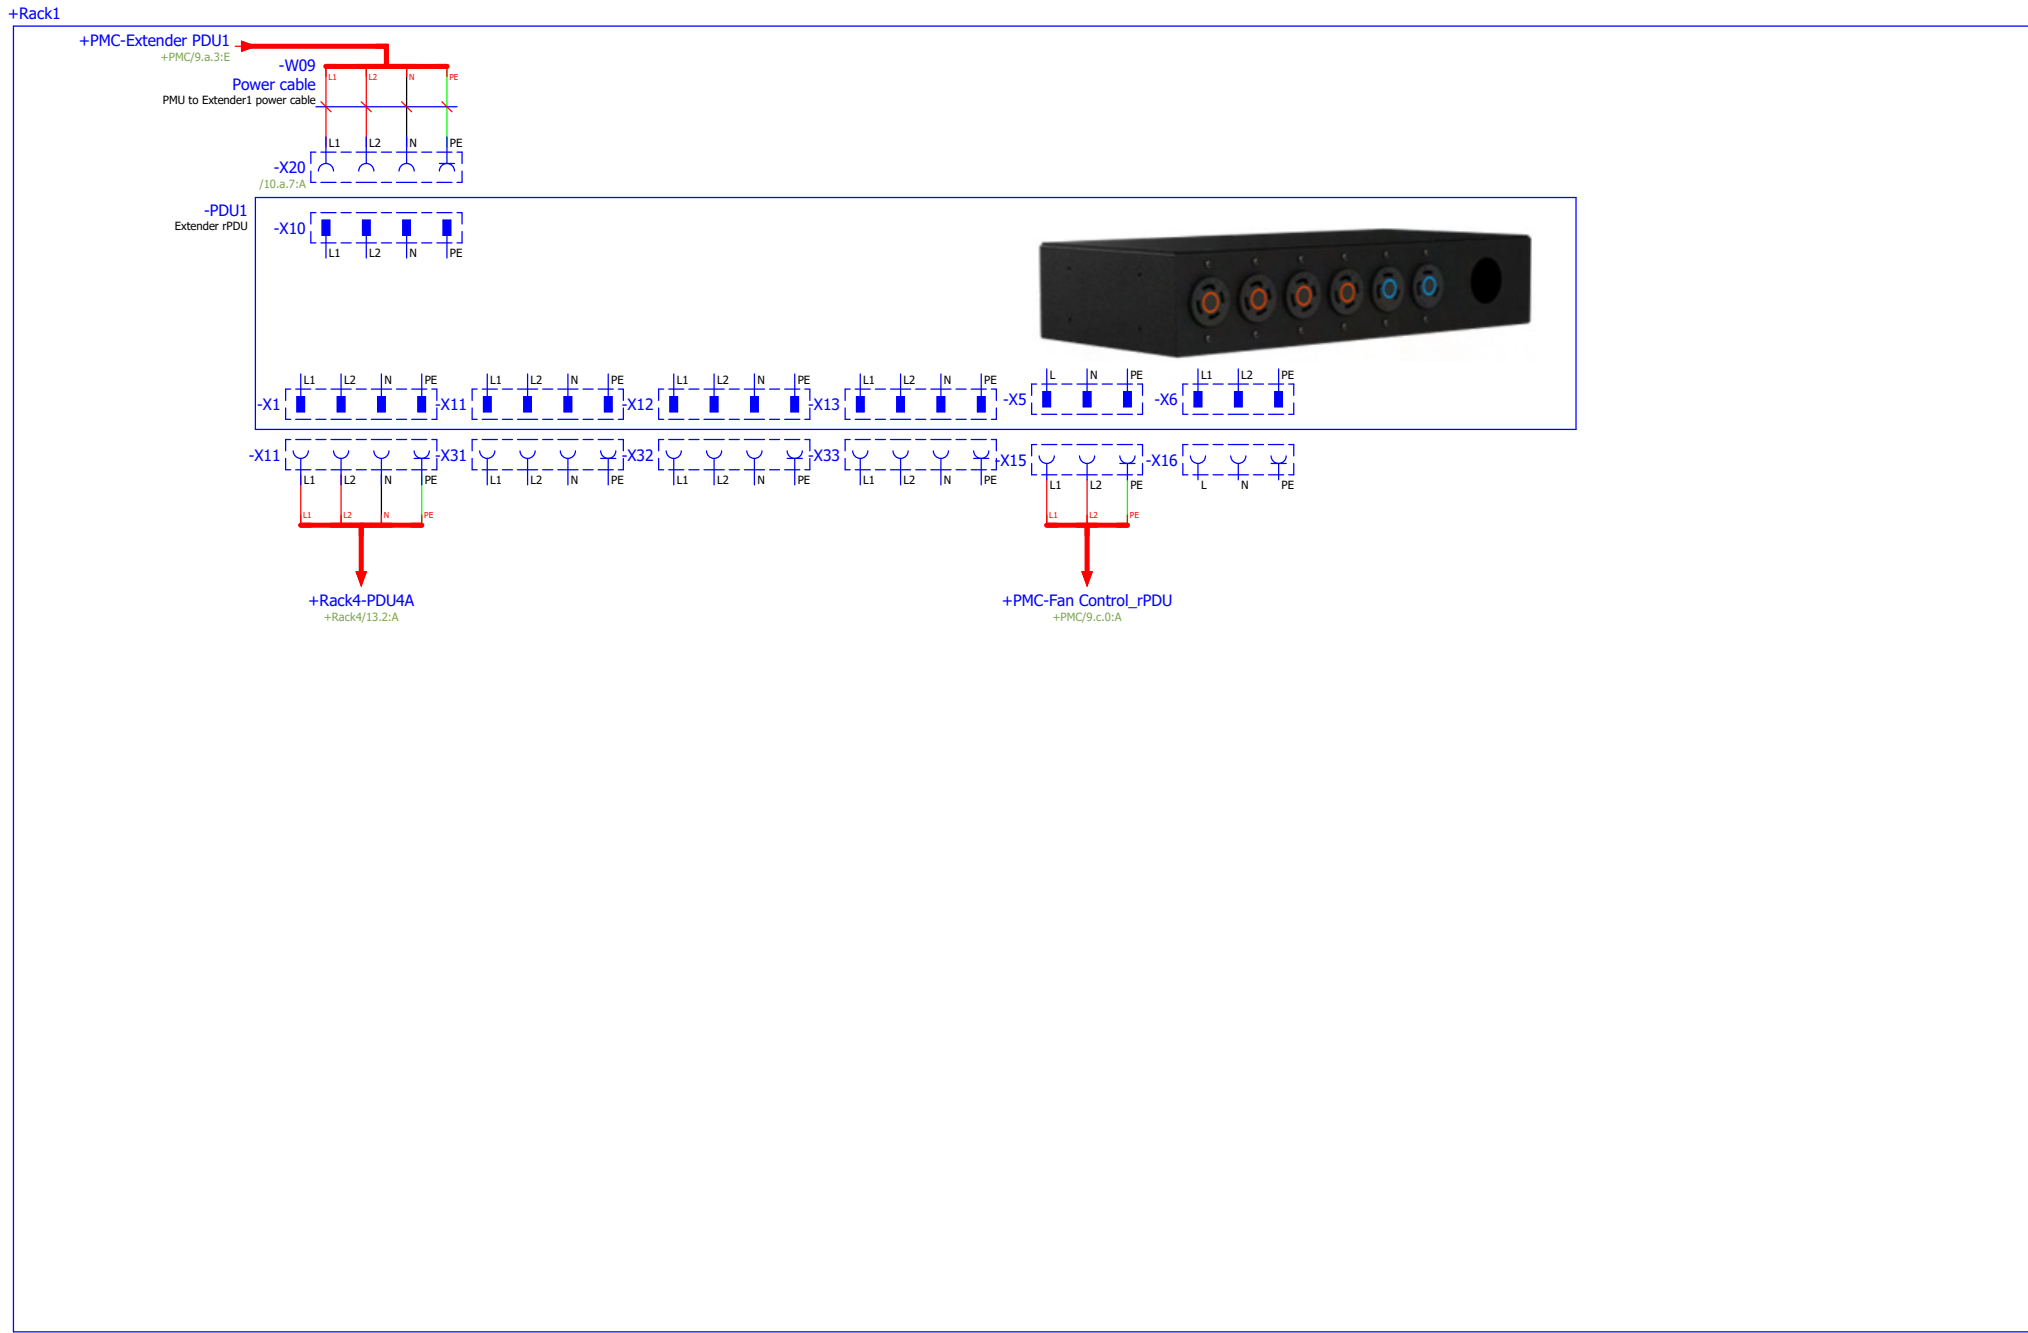 +Rack1
+PMC-Extender PDU1
+PMC/9.a.3:E
-W09
L1 L2 N PE
Power cable
PMU to Extender1 power cable
L1 L2 N PE
-X20
/10.a.7:A
-PDU1
Extender rPDU
-X10
L1 L2 N PE
L1 L2 N PE L1 L2 N PE L1 L2 N PE L1 L2 N PE L N PE L1 L2 PE
-X1 -X11 -X12 -X13 -X5 -X6
-X11 -X31 -X32 -X33 -X15 -X16
L1 L2 N PE L1 L2 N PE L1 L2 N PE L1 L2 N PE L1 L2 PE L N PE
L1 L2 N PE L1 L2 PE
+Rack4-PDU4A +PMC-Fan Control_rPDU
+Rack4/13.2:A +PMC/9.c.0:A